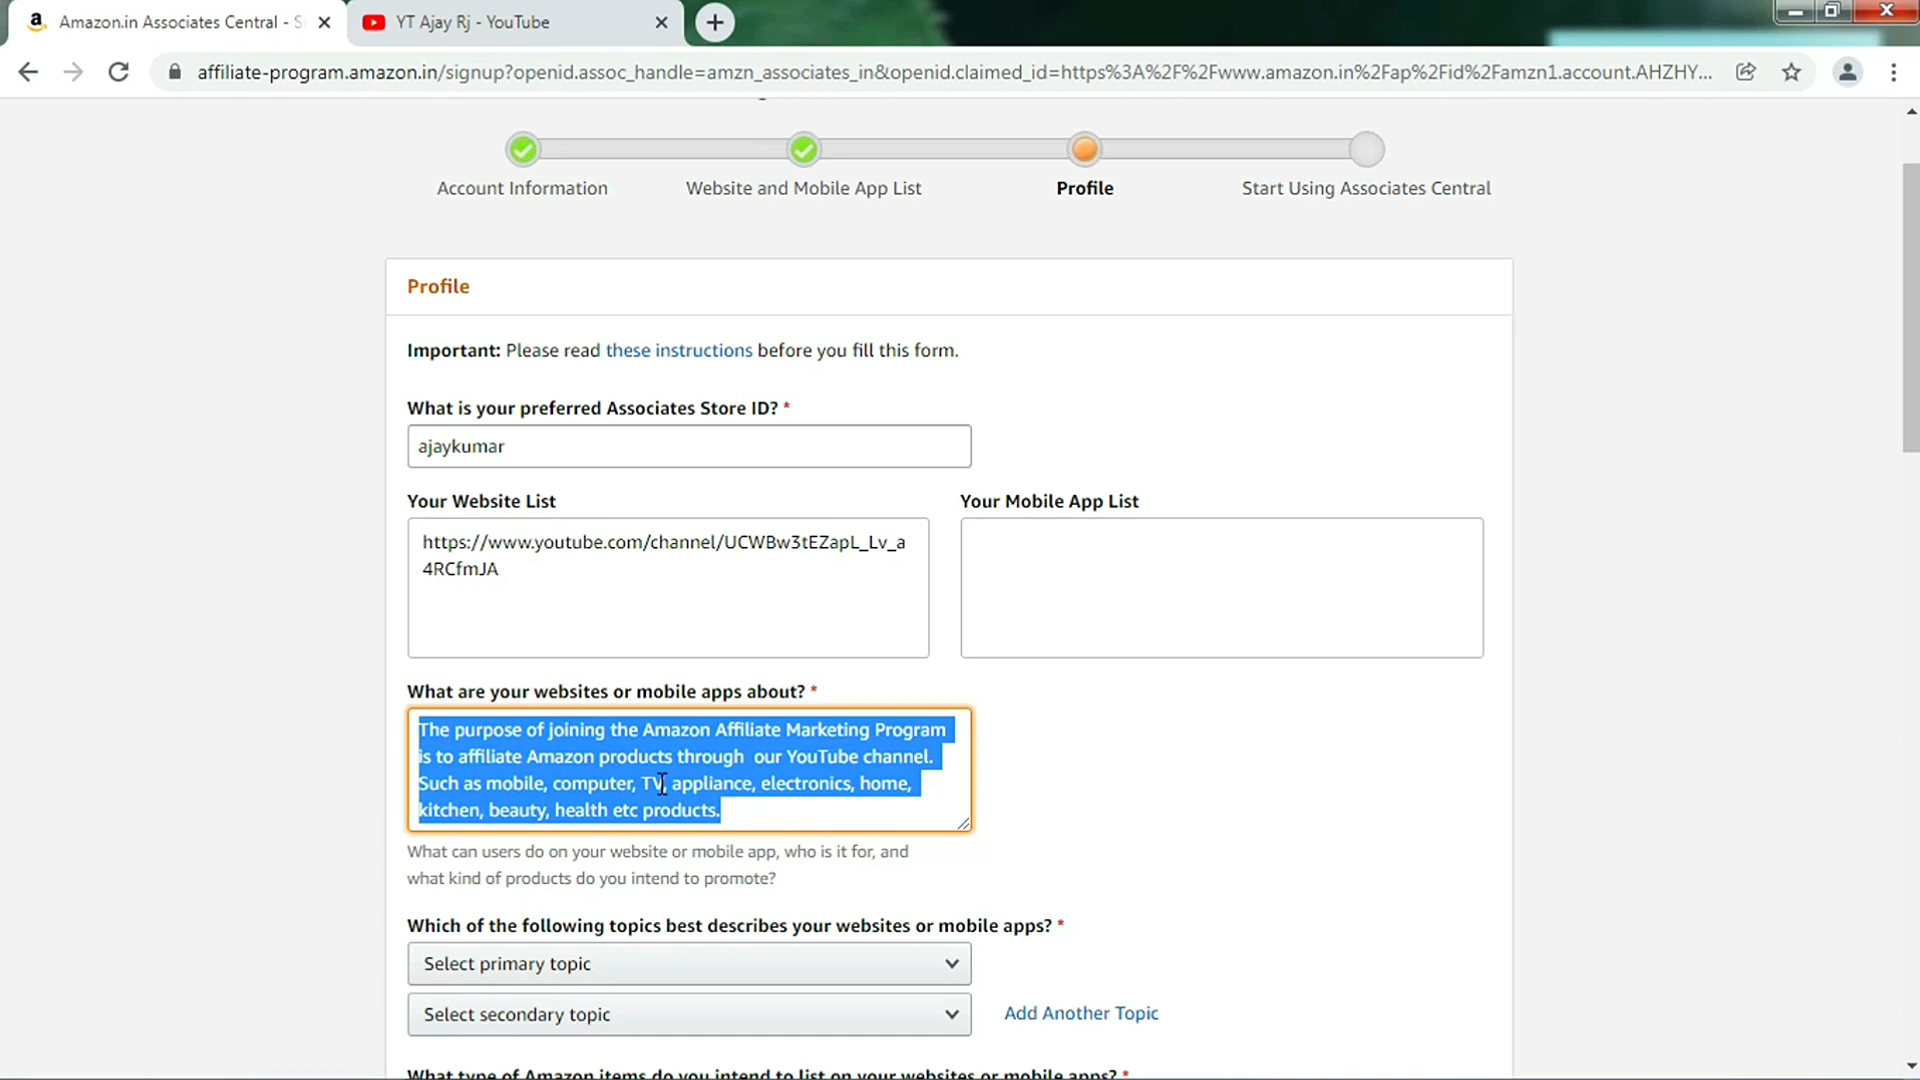 Amazon.in Associates Central - S
YT Ajay Rj - YouTube
affiliate-program.amazon.in/signup?openid.assoc_handle=amzn_associates_in&openid.claimed_id=https%3A%2F%2Fwww.amazon.in%2Fap%2Fid%2Famzn1.account.AHZHY...
Account Information
Website and Mobile App List
Profile
Start Using Associates Central
Profile
Important: Please read these instructions before you fill this form.
What is your preferred Associates Store ID? *
ajaykumar
Your Website List
Your Mobile App List
https://www.youtube.com/channel/UCWBw3tEZapL_Lv_a
4RCfmJA
What are your websites or mobile apps about? *
The purpose of joining the Amazon Affiliate Marketing Program
is to affiliate Amazon products through  our YouTube channel.
Such as mobile, computer, TV, appliance, electronics, home,
kitchen, beauty, health etc products.
What can users do on your website or mobile app, who is it for, and
what kind of products do you intend to promote?
Which of the following topics best describes your websites or mobile apps? *
Select primary topic
Select secondary topic
Add Another Topic
What type of Amazon items do you intend to list on your websites or mobile apps? *